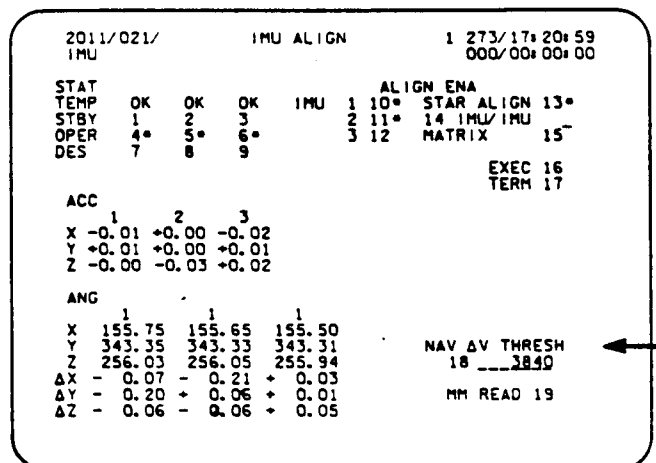 2011/021/ IMU ALIGN 1 273/17:20:59
IMU 000/00:00:00
STAT ALIGN ENA
TEMP OK OK OK IMU 1 10* STAR ALIGN 13*
STBY 1 2 3 2 11* 14 IMU/IMU
OPER 4* 5* 6* 3 12 MATRIX 15
DES 7 8 9
EXEC 16
TERM 17
ACC
1 2 3
X -0.01 +0.00 -0.02
Y +0.01 +0.00 +0.01
Z -0.00 -0.03 +0.02
ANG
1 1 1
X 155.75 155.65 155.50
Y 343.35 343.33 343.31 NAV ΔV THRESH
Z 256.03 256.05 255.94 18 ___3840
ΔX - 0.07 - 0.21 + 0.03
ΔY - 0.20 + 0.06 + 0.01 MM READ 19
ΔZ - 0.06 - 0.06 + 0.05